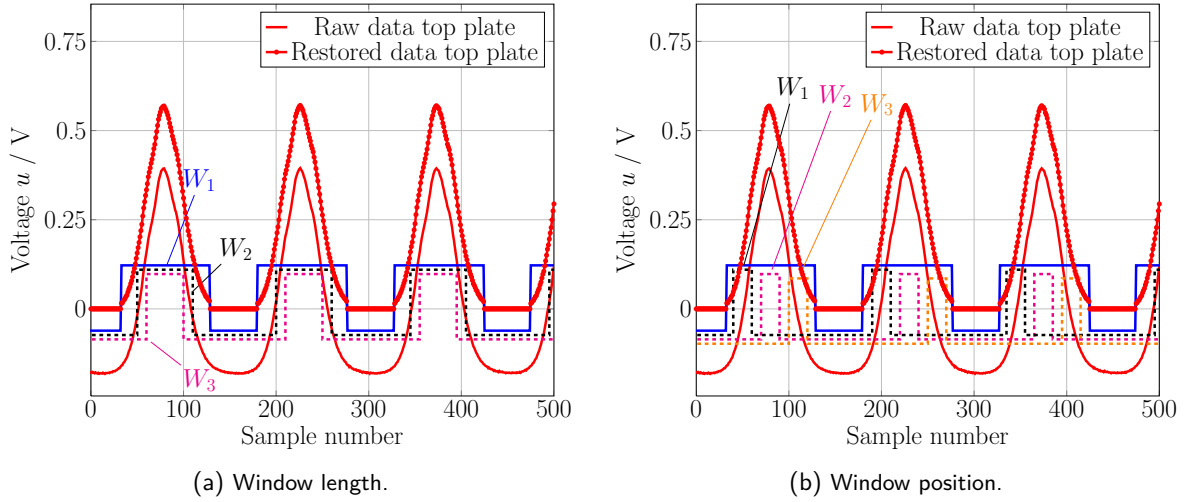 Raw data top plate
Restored data top plate
0.75
0.5
0.25
0
Voltage u / V
W₁
W₂
W₃
0 100 200 300 400 500
Sample number
(a) Window length.
Raw data top plate
Restored data top plate
0.75
0.5
0.25
0
Voltage u / V
W₁
W₂
W₃
0 100 200 300 400 500
Sample number
(b) Window position.